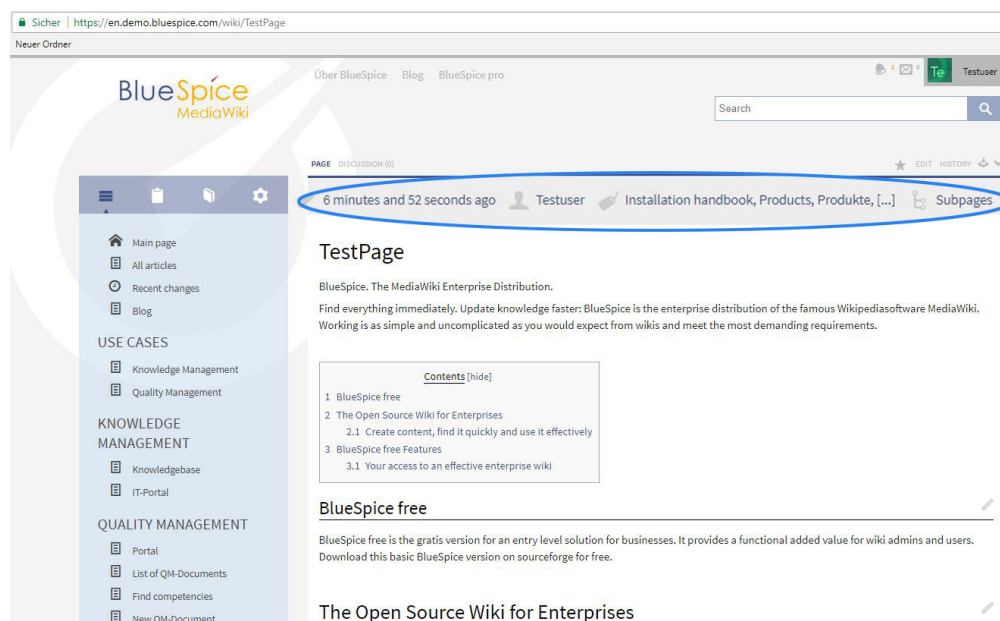 Sicher | https://en.demo.bluespice.com/wiki/TestPage
Neuer Ordner
BlueSpice
MediaWiki
Über BlueSpice Blog BlueSpice pro
Te Testuser
Search
PAGE DISCUSSION (0)
EDIT HISTORY
6 minutes and 52 seconds ago Testuser Installation handbook, Products, Produkte, [...] Subpages
Main page
All articles
Recent changes
Blog
USE CASES
Knowledge Management
Quality Management
KNOWLEDGE
MANAGEMENT
Knowledgebase
IT-Portal
QUALITY MANAGEMENT
Portal
List of QM-Documents
Find competencies
New QM-Document
TestPage
BlueSpice. The MediaWiki Enterprise Distribution.
Find everything immediately. Update knowledge faster: BlueSpice is the enterprise distribution of the famous Wikipediasoftware MediaWiki.
Working is as simple and uncomplicated as you would expect from wikis and meet the most demanding requirements.
Contents [hide]
1 BlueSpice free
2 The Open Source Wiki for Enterprises
2.1 Create content, find it quickly and use it effectively
3 BlueSpice free Features
3.1 Your access to an effective enterprise wiki
BlueSpice free
BlueSpice free is the gratis version for an entry level solution for businesses. It provides a functional added value for wiki admins and users.
Download this basic BlueSpice version on sourceforge for free.
The Open Source Wiki for Enterprises